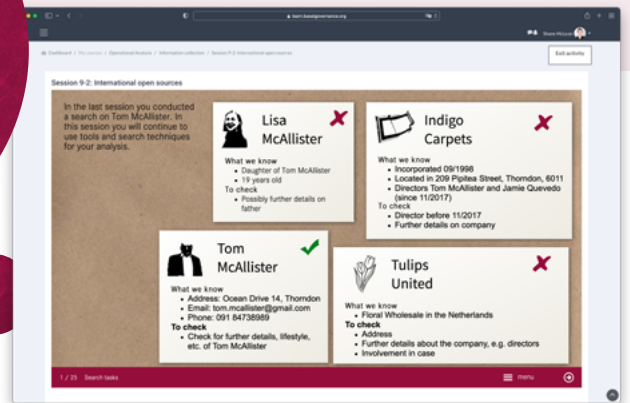 learn.baselgovernance.org
Shane McLean
Dashboard / My courses / Operational Analysis / Information collection / Session 9-2: International open sources
Exit activity
Session 9-2: International open sources
In the last session you conducted
a search on Tom McAllister. In
this session you will continue to
use tools and search techniques
for your analysis.
Lisa
McAllister
What we know
• Daughter of Tom McAllister
• 19 years old
To check
• Possibly further details on
father
Indigo
Carpets
What we know
• Incorporated 09/1998
• Located in 209 Pipitea Street, Thorndon, 6011
• Directors Tom McAllister and Jamie Quevedo
(since 11/2017)
To check
• Director before 11/2017
• Further details on company
Tom
McAllister
What we know
• Address: Ocean Drive 14, Thorndon
• Email: tom.mcallister@gmail.com
• Phone: 091 84738989
To check
• Check for further details, lifestyle,
etc. of Tom McAllister
Tulips
United
What we know
• Floral Wholesale in the Netherlands
To check
• Address
• Further details about the company, e.g. directors
• Involvement in case
1 / 25 Search tasks
menu